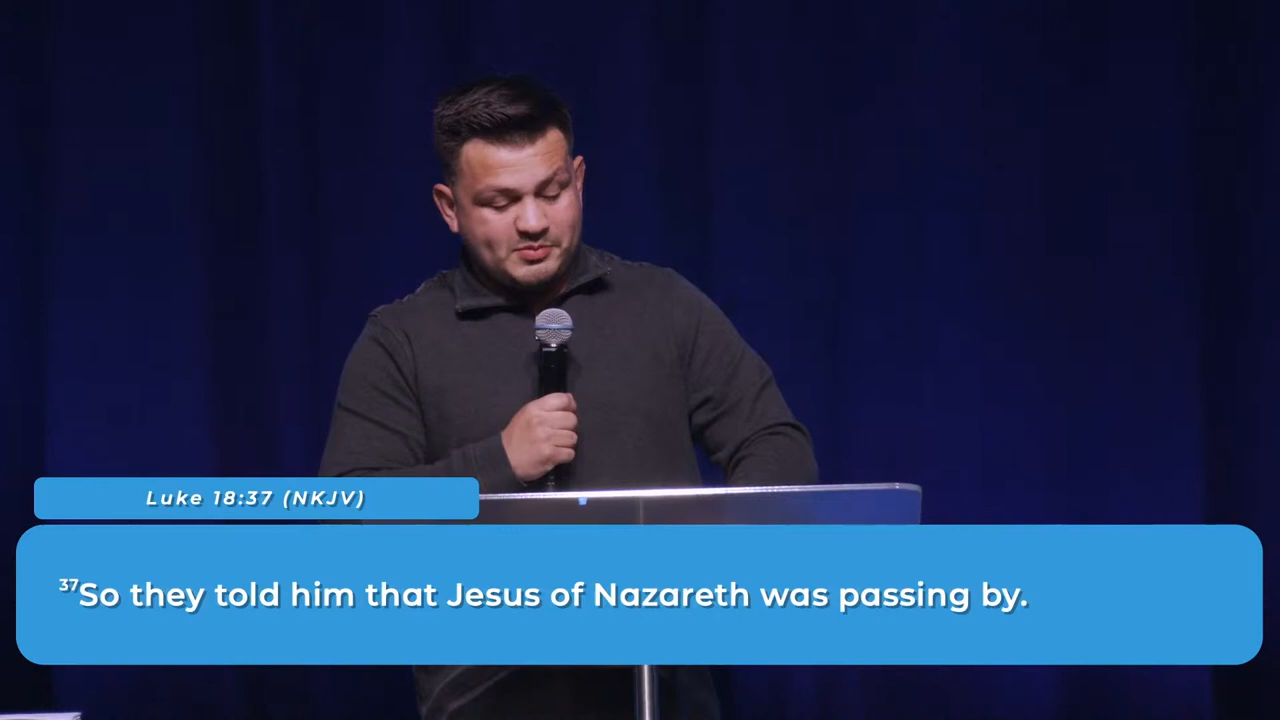 Luke 18:37 (NKJV)
37So they told him that Jesus of Nazareth was passing by.